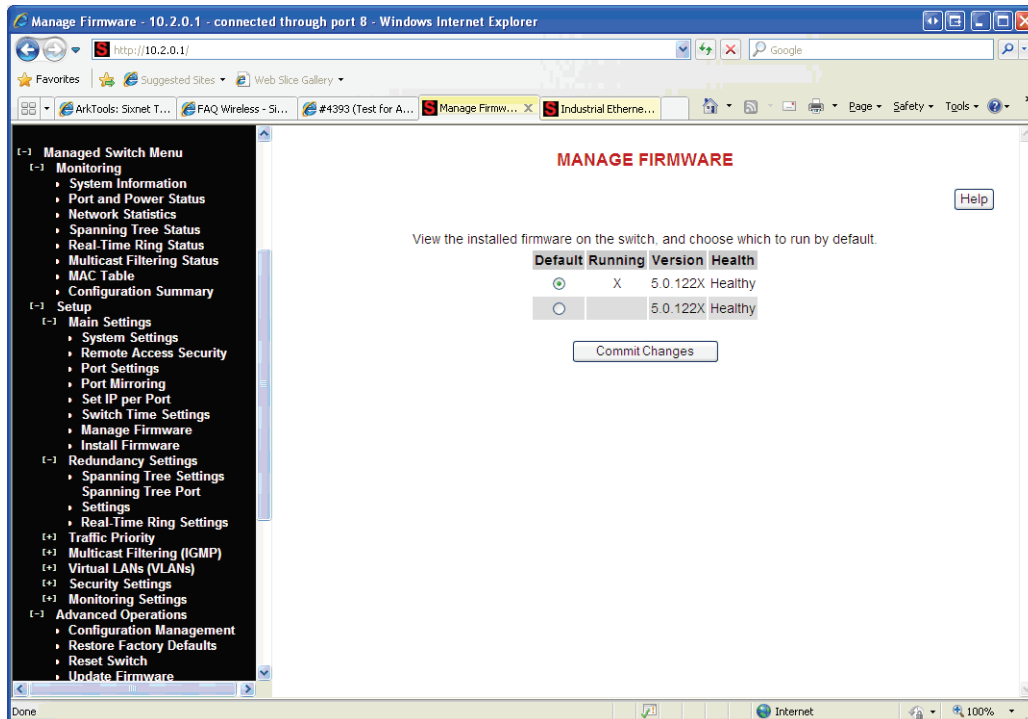 Manage Firmware - 10.2.0.1 - connected through port 8 - Windows Internet Explorer
http://10.2.0.1/
Google
Favorites
Suggested Sites
Web Slice Gallery
ArkTools: Sixnet T...
FAQ Wireless - Si...
#4393 (Test for A...
Manage Firmw...
Industrial Etherne...
Page
Safety
Tools
[-] Managed Switch Menu
[-] Monitoring
System Information
Port and Power Status
Network Statistics
Spanning Tree Status
Real-Time Ring Status
Multicast Filtering Status
MAC Table
Configuration Summary
[-] Setup
[-] Main Settings
System Settings
Remote Access Security
Port Settings
Port Mirroring
Set IP per Port
Switch Time Settings
Manage Firmware
Install Firmware
[-] Redundancy Settings
Spanning Tree Settings
Spanning Tree Port
Settings
Real-Time Ring Settings
[+] Traffic Priority
[+] Multicast Filtering (IGMP)
[+] Virtual LANs (VLANs)
[+] Security Settings
[+] Monitoring Settings
[-] Advanced Operations
Configuration Management
Restore Factory Defaults
Reset Switch
Update Firmware
MANAGE FIRMWARE
Help
View the installed firmware on the switch, and choose which to run by default.
Default Running Version Health
X 5.0.122X Healthy
5.0.122X Healthy
Commit Changes
Done
Internet
100%